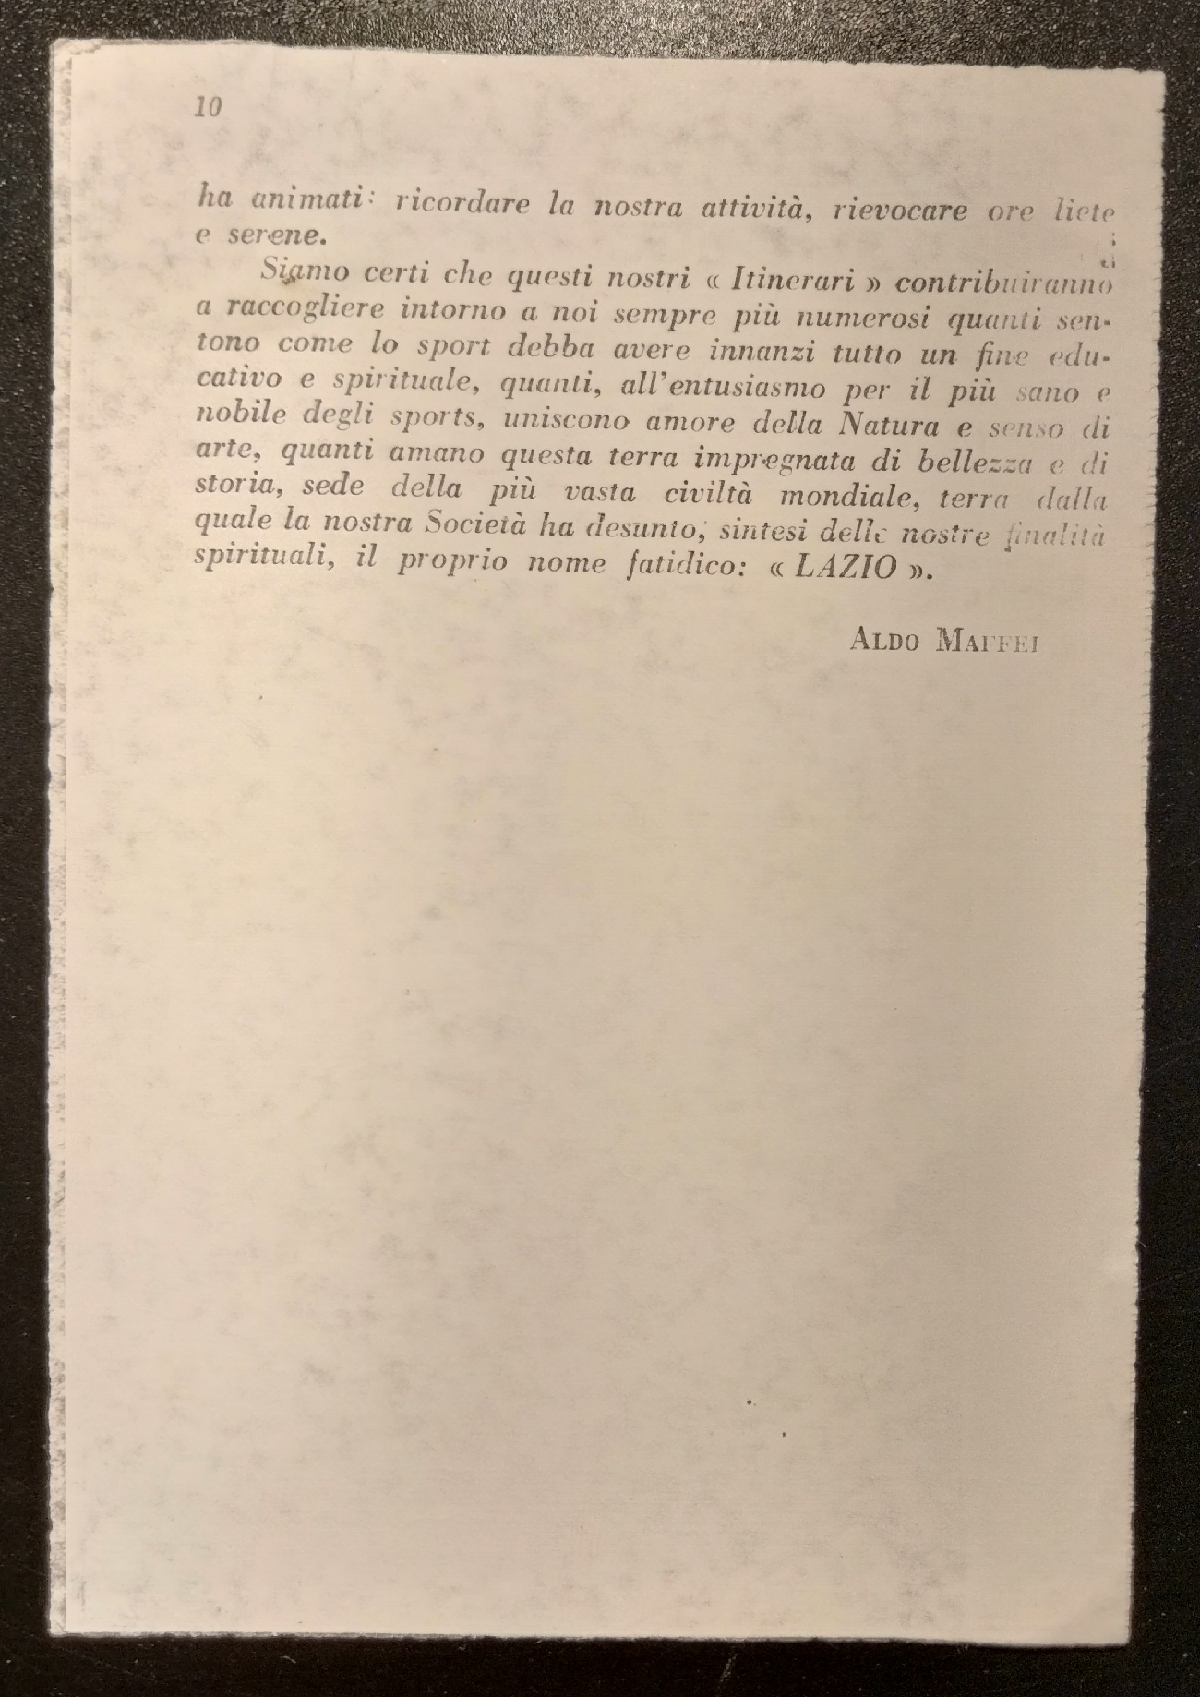 10
ha animati: ricordare la nostra attività, rievocare ore liete
e serene.
Siamo certi che questi nostri « Itinerari » contribuiranno
a raccogliere intorno a noi sempre più numerosi quanti sen-
tono come lo sport debba avere innanzi tutto un fine edu-
cativo e spirituale, quanti, all'entusiasmo per il più sano e
nobile degli sports, uniscono amore della Natura e senso di
arte, quanti amano questa terra impregnata di bellezza e di
storia, sede della più vasta civiltà mondiale, terra dalla
quale la nostra Società ha desunto, sintesi delle nostre finalità
spirituali, il proprio nome fatidico: « LAZIO ».
ALDO MAFFEI